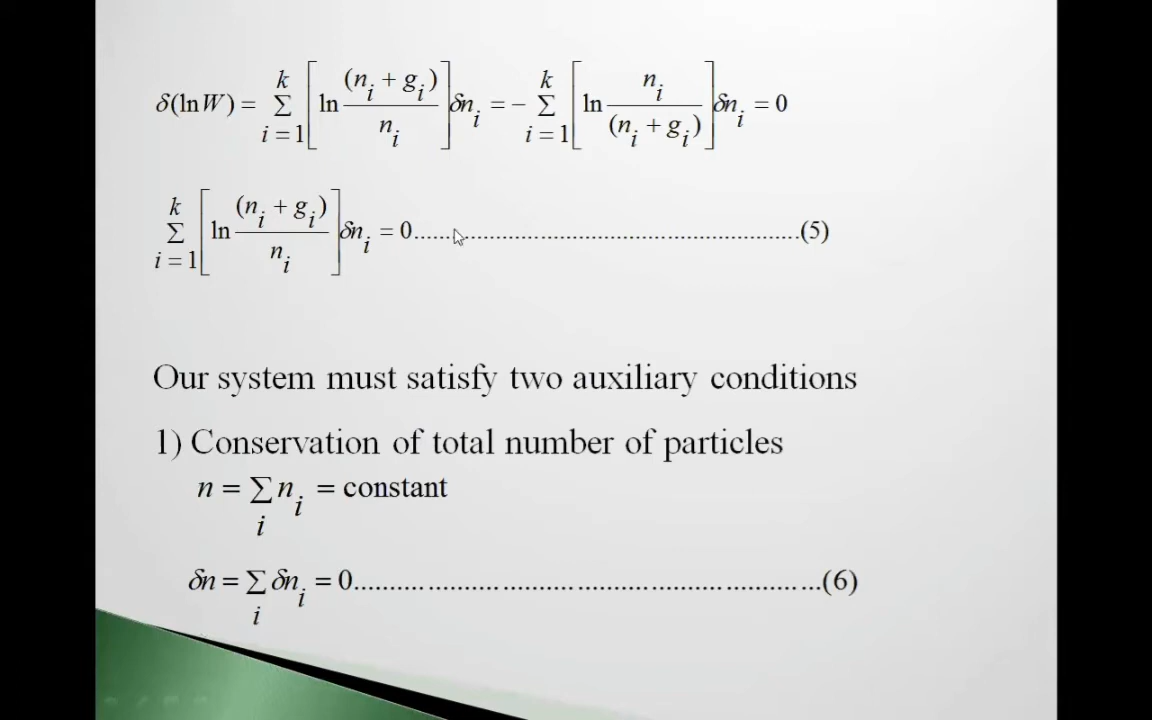 δ(ln W) = Σ_{i = 1}^{k} [ln (n_i + g_i) / n_i] δn_i = − Σ_{i = 1}^{k} [ln n_i / (n_i + g_i)] δn_i = 0
Σ_{i = 1}^{k} [ln (n_i + g_i) / n_i] δn_i = 0..........................................................(5)
Our system must satisfy two auxiliary conditions
1) Conservation of total number of particles
n = Σ_i n_i = constant
δn = Σ_i δn_i = 0..........................................................(6)